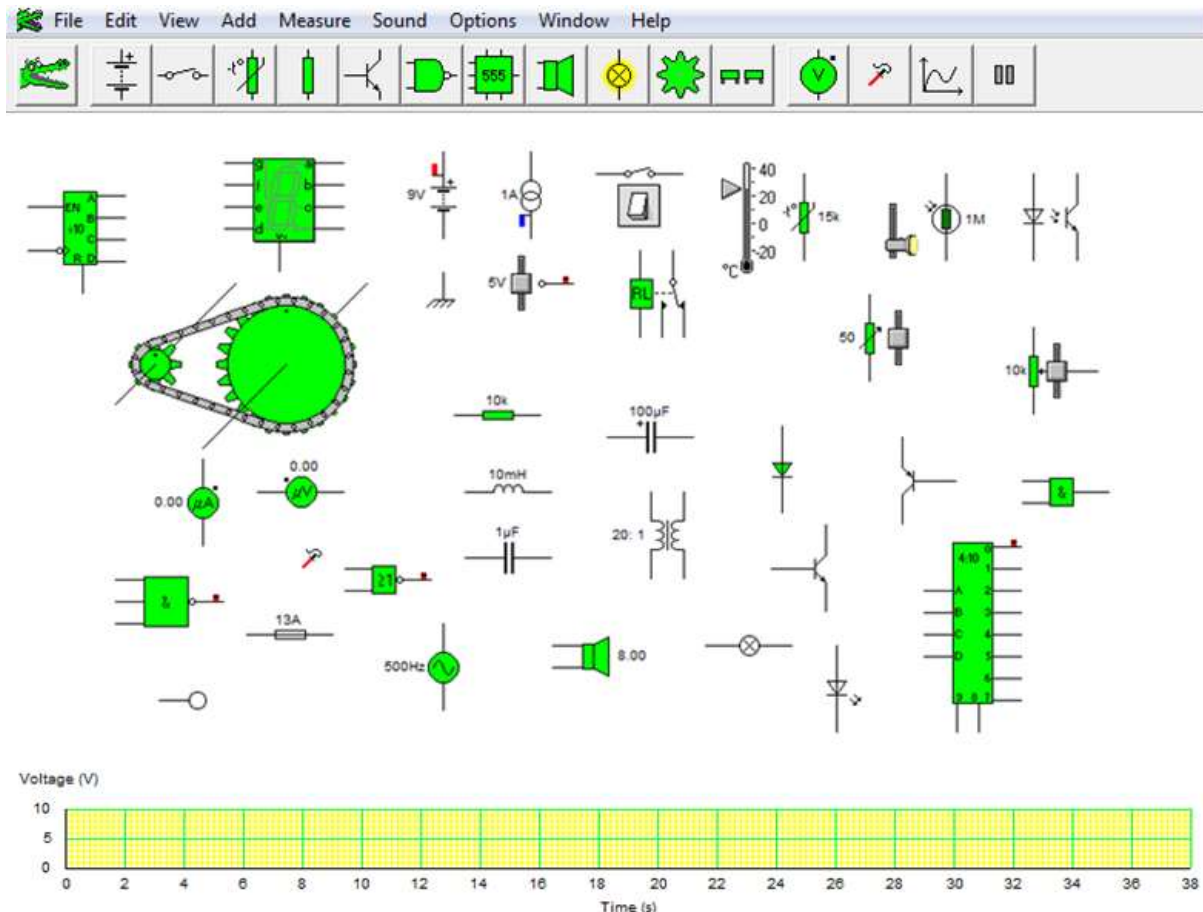 File Edit View Add Measure Sound Options Window Help
-t° 555 V
EN A
÷10 B
C
R D
g a
f b
e c
d
V+
9V
1A
5V
RL
40
20
0
-20
°C
-t° 15k
1M
50
10k
10k
100µF
0.00 µA
0.00
µV
10mH
1µF
20: 1
&
&
≥1
13A
500Hz
8.00
4:10 0
1
A 2
B 3
C 4
D 5
6
9 8 7
Voltage (V)
10
5
0
0 2 4 6 8 10 12 14 16 18 20 22 24 26 28 30 32 34 36 38
Time (s)